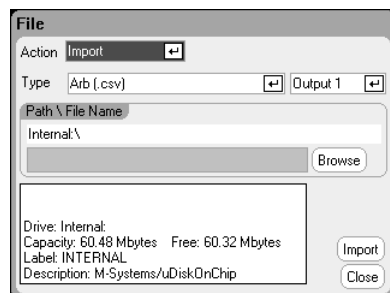 File
Action Import
Type Arb (.csv) Output 1
Path \ File Name
Internal:\
Browse
Drive: Internal:
Capacity: 60.48 Mbytes Free: 60.32 Mbytes
Label: INTERNAL
Description: M-Systems/uDiskOnChip
Import
Close